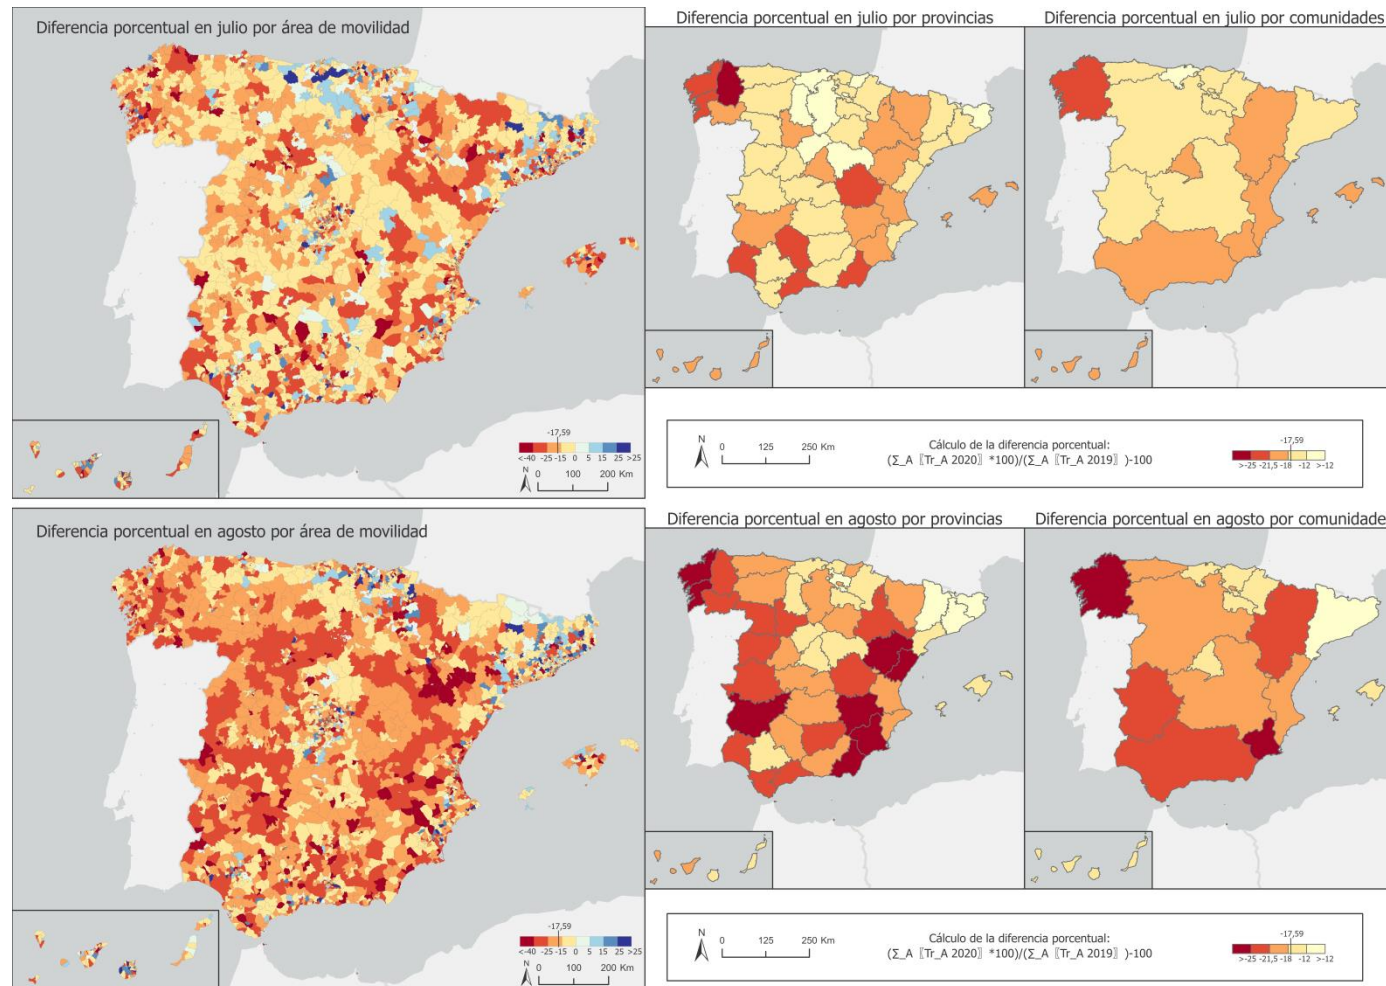 Diferencia porcentual en julio por área de movilidad
-17,59
<-40 -25 -15 0 5 15 25 >25
N
0 100 200 Km
Diferencia porcentual en julio por provincias
Diferencia porcentual en julio por comunidades
N
0 125 250 Km
Cálculo de la diferencia porcentual:
(Σ_A 〖Tr_A 2020〗 *100)/(Σ_A 〖Tr_A 2019〗 )-100
-17,59
>-25 -21,5 -18 -12 >-12
Diferencia porcentual en agosto por área de movilidad
-17,59
<-40 -25 -15 0 5 15 25 >25
N
0 100 200 Km
Diferencia porcentual en agosto por provincias
Diferencia porcentual en agosto por comunidade
N
0 125 250 Km
Cálculo de la diferencia porcentual:
(Σ_A 〖Tr_A 2020〗 *100)/(Σ_A 〖Tr_A 2019〗 )-100
-17,59
>-25 -21,5 -18 -12 >-12